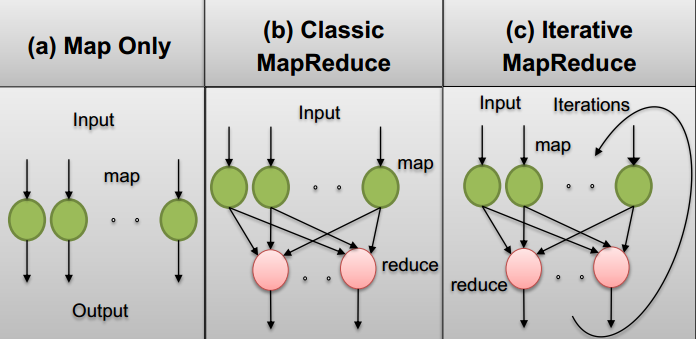 (a) Map Only
Input
map
Output
(b) Classic
MapReduce
Input
map
reduce
(c) Iterative
MapReduce
Input
Iterations
map
reduce